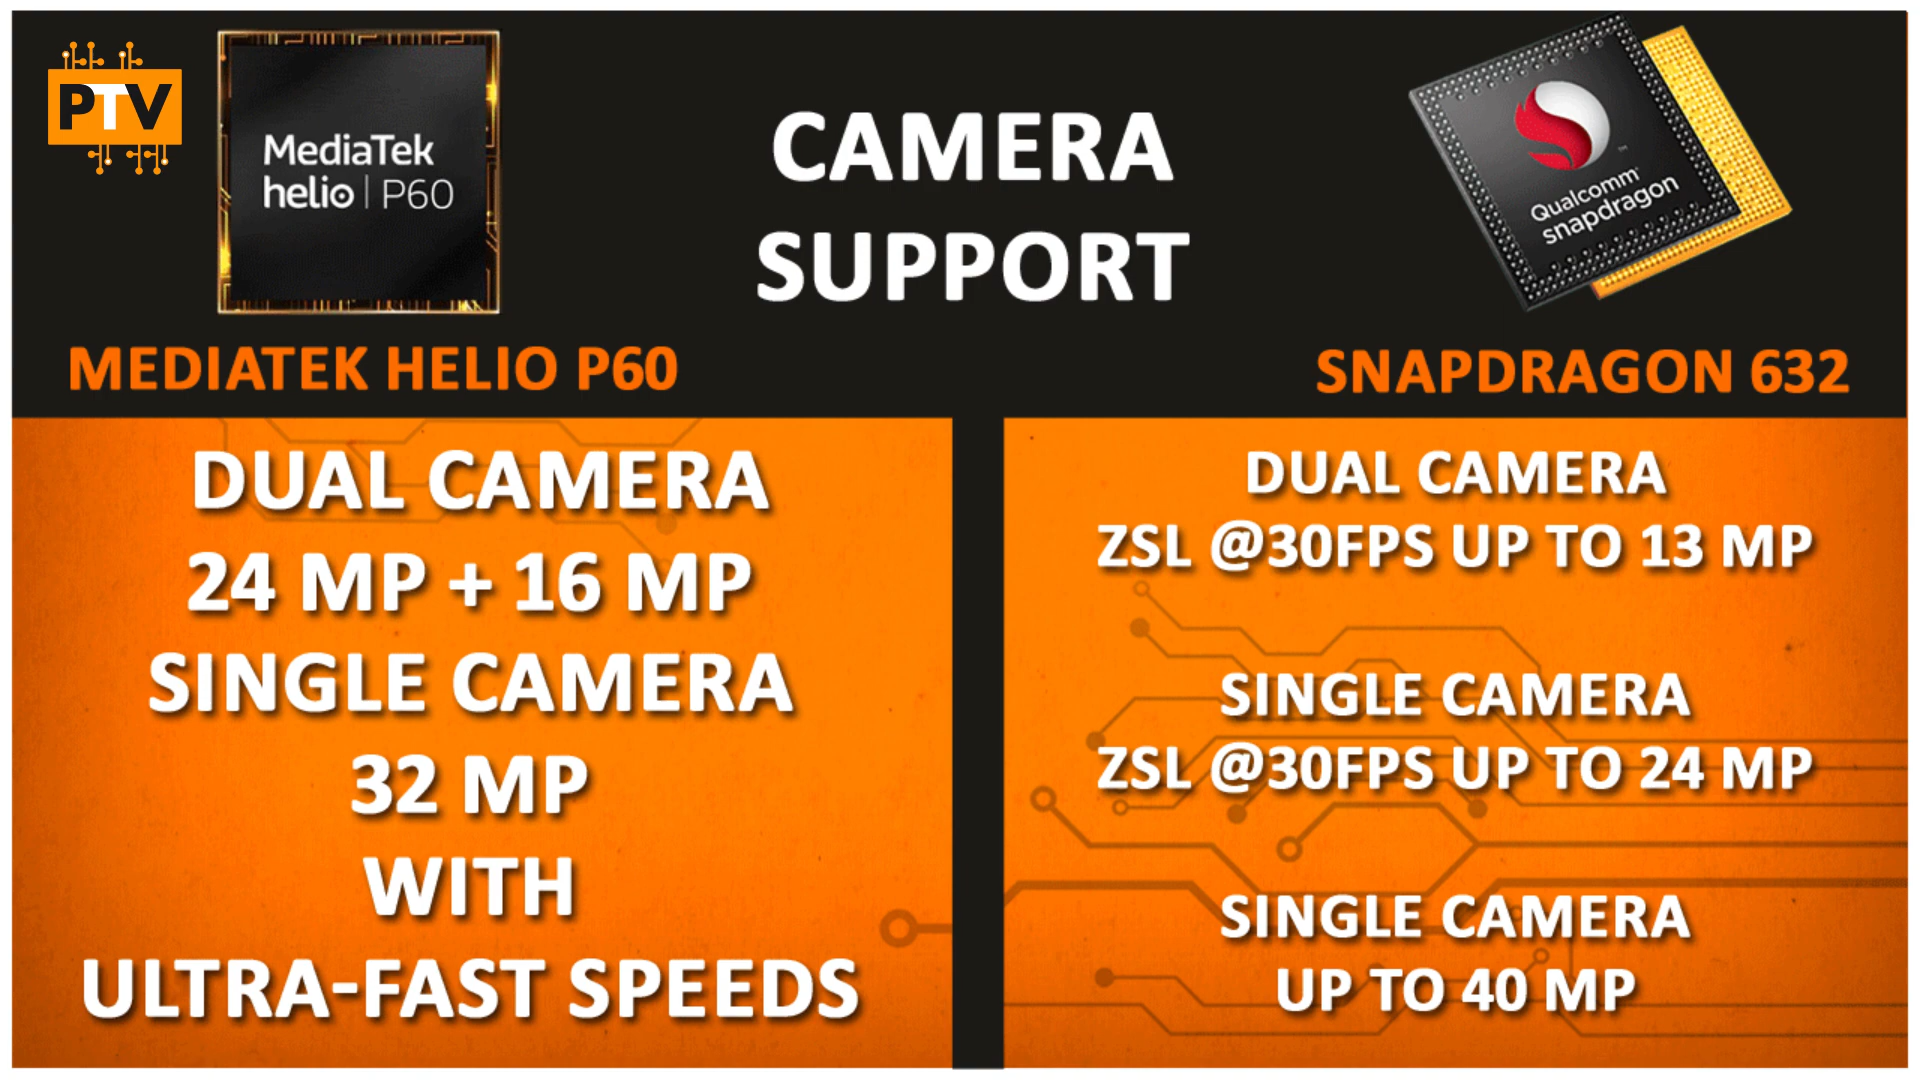 PTV
MediaTek
helio | P60
CAMERA
SUPPORT
Qualcomm
snapdragon
MEDIATEK HELIO P60
SNAPDRAGON 632
DUAL CAMERA
24 MP + 16 MP
SINGLE CAMERA
32 MP
WITH
ULTRA-FAST SPEEDS
DUAL CAMERA
ZSL @30FPS UP TO 13 MP
SINGLE CAMERA
ZSL @30FPS UP TO 24 MP
SINGLE CAMERA
UP TO 40 MP